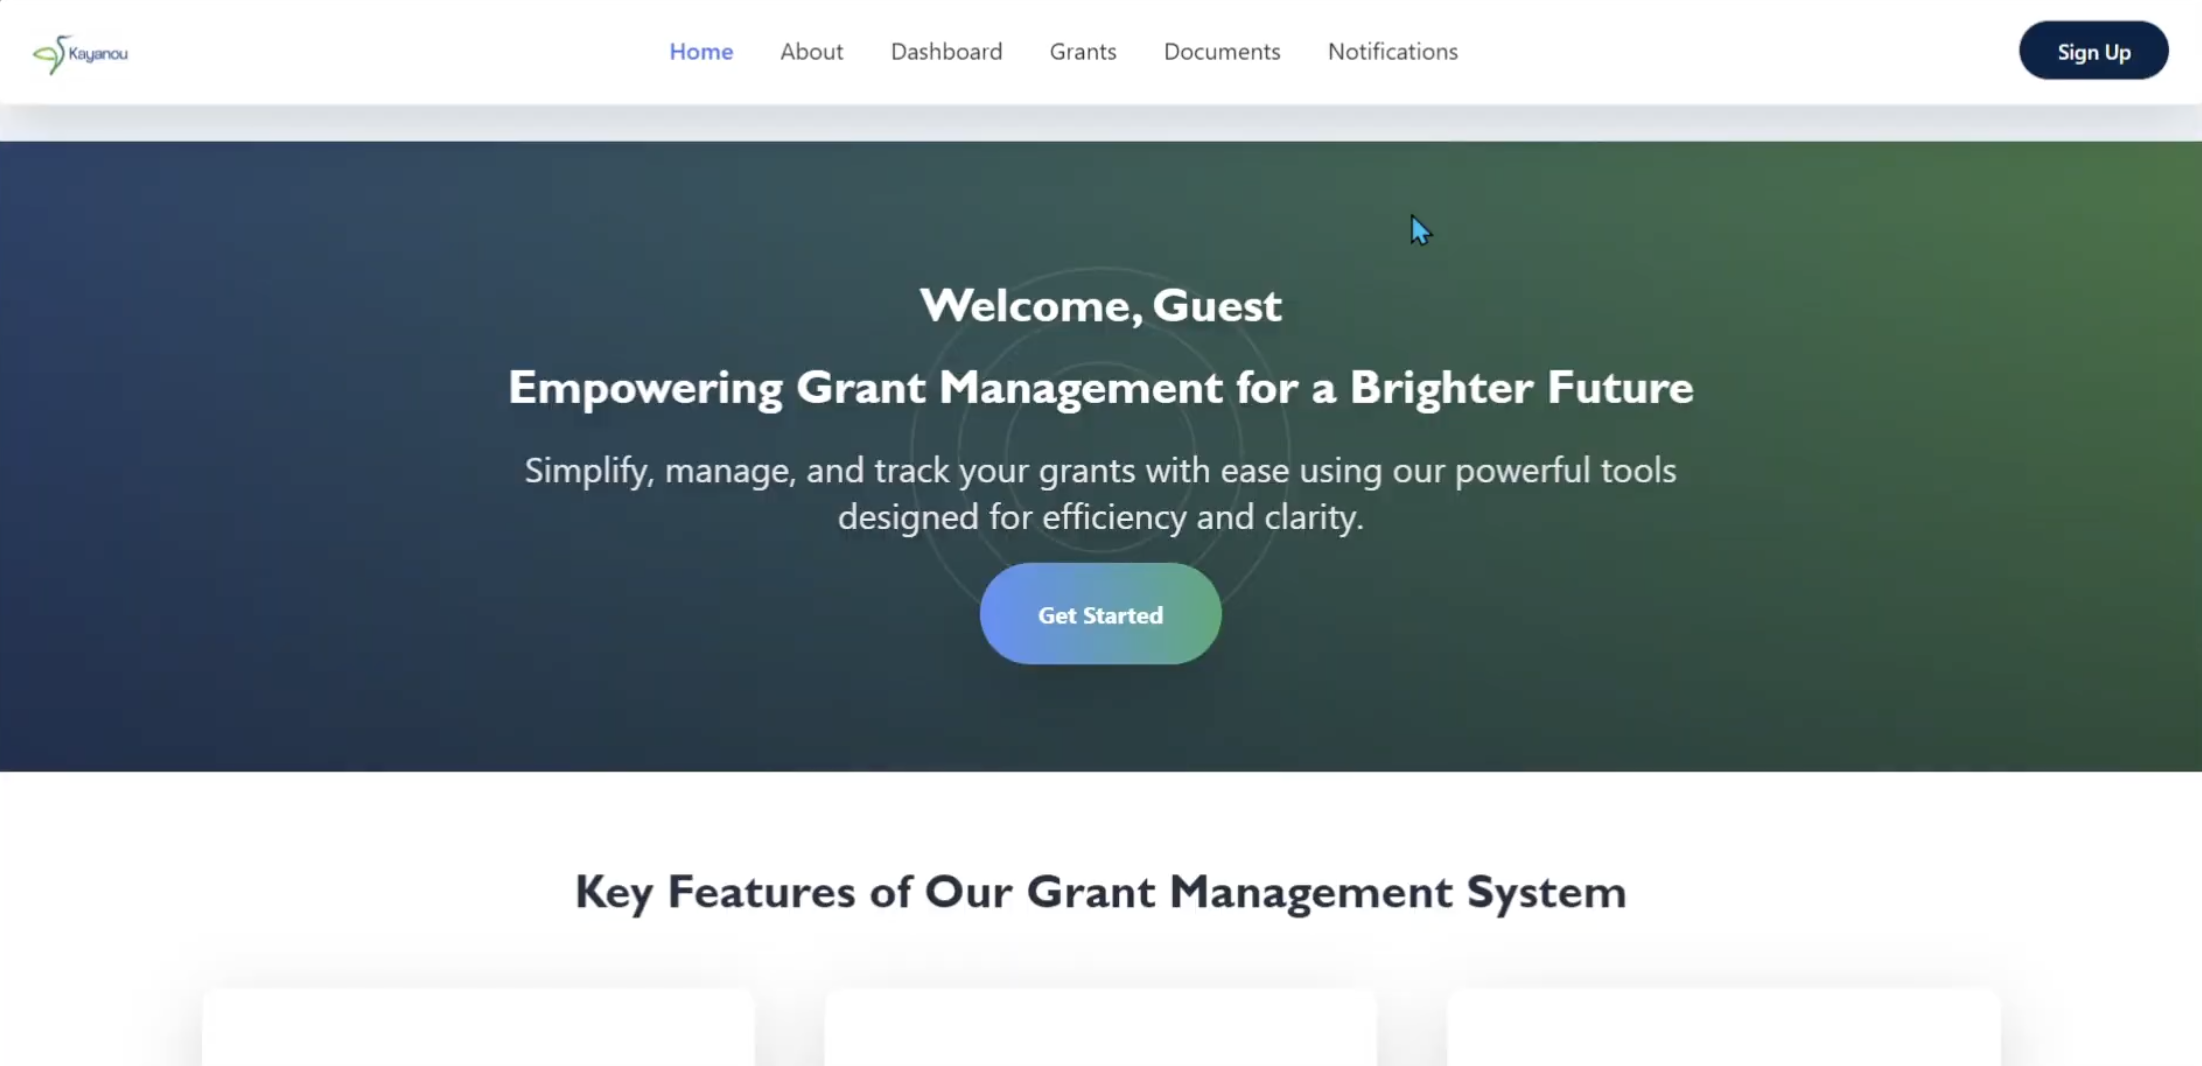 Kayanou
Home
About
Dashboard
Grants
Documents
Notifications
Sign Up
Welcome, Guest
Empowering Grant Management for a Brighter Future
Simplify, manage, and track your grants with ease using our powerful tools
designed for efficiency and clarity.
Get Started
Key Features of Our Grant Management System